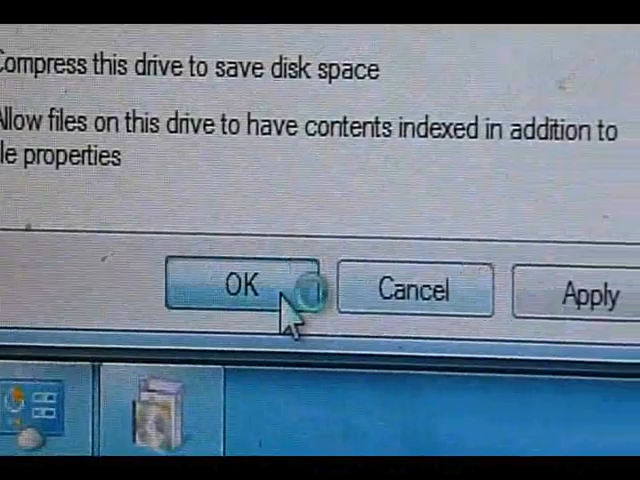 ompress this drive to save disk space
llow files on this drive to have contents indexed in addition to
le properties
OK
Cancel
Apply